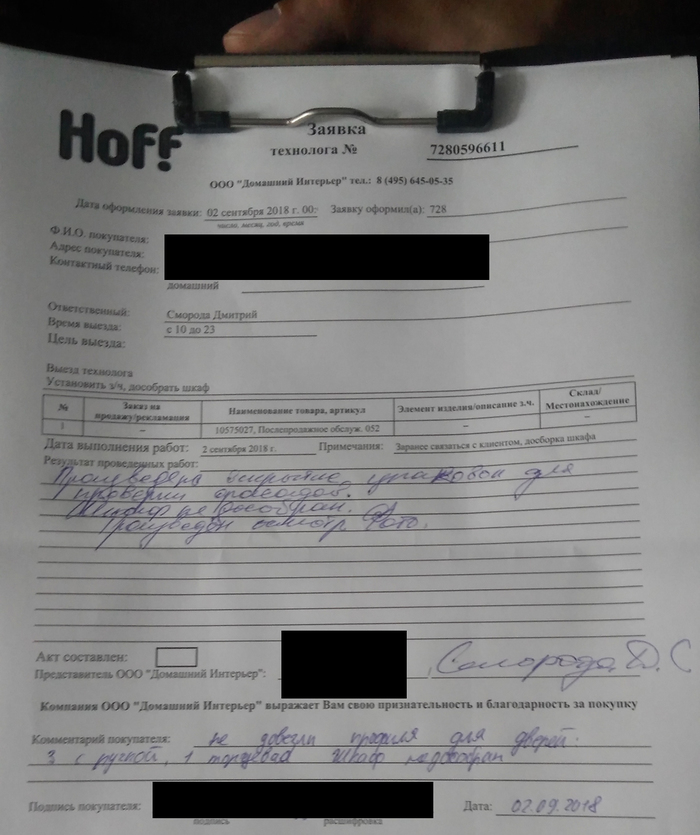 Hoff
Заявка
технолога № 7280596611
ООО "Домашний Интерьер" тел.: 8 (495) 645-05-35
Дата оформления заявки: 02 сентября 2018 г. 00: Заявку оформил(а): 728
число, месяц, год, время
Ф.И.О. покупателя:
Адрес покупателя:
Контактный телефон:
домашний
Ответственный: Сморода Дмитрий
Время выезда: с 10 до 23
Цель выезда:
Выезд технолога
Установить з/ч, дособрать шкаф
№ Заказ на продажу/рекламация Наименование товара, артикул Элемент изделия/описание з.ч. Склад/Местонахождение
1 – 10575027, Послепродажное обслуж. 052 – –
Дата выполнения работ: 2 сентября 2018 г. Примечания: Заранее связаться с клиентом, досборка шкафа
Результат проведенных работ:
Произведено вскрытие упаковок для
проверки
Шкаф не дособран.
Произведён осмотр Фото.
Акт составлен:
Представитель ООО "Домашний Интерьер": Сморода Д. С
Компания ООО "Домашний Интерьер" выражает Вам свою признательность и благодарность за покупку
Комментарий покупателя: не довезли профиля для дверей:
3 с ручкой, 1 торцевая Шкаф недособран
Подпись покупателя: Дата: 02.09.2018
подпись расшифровка